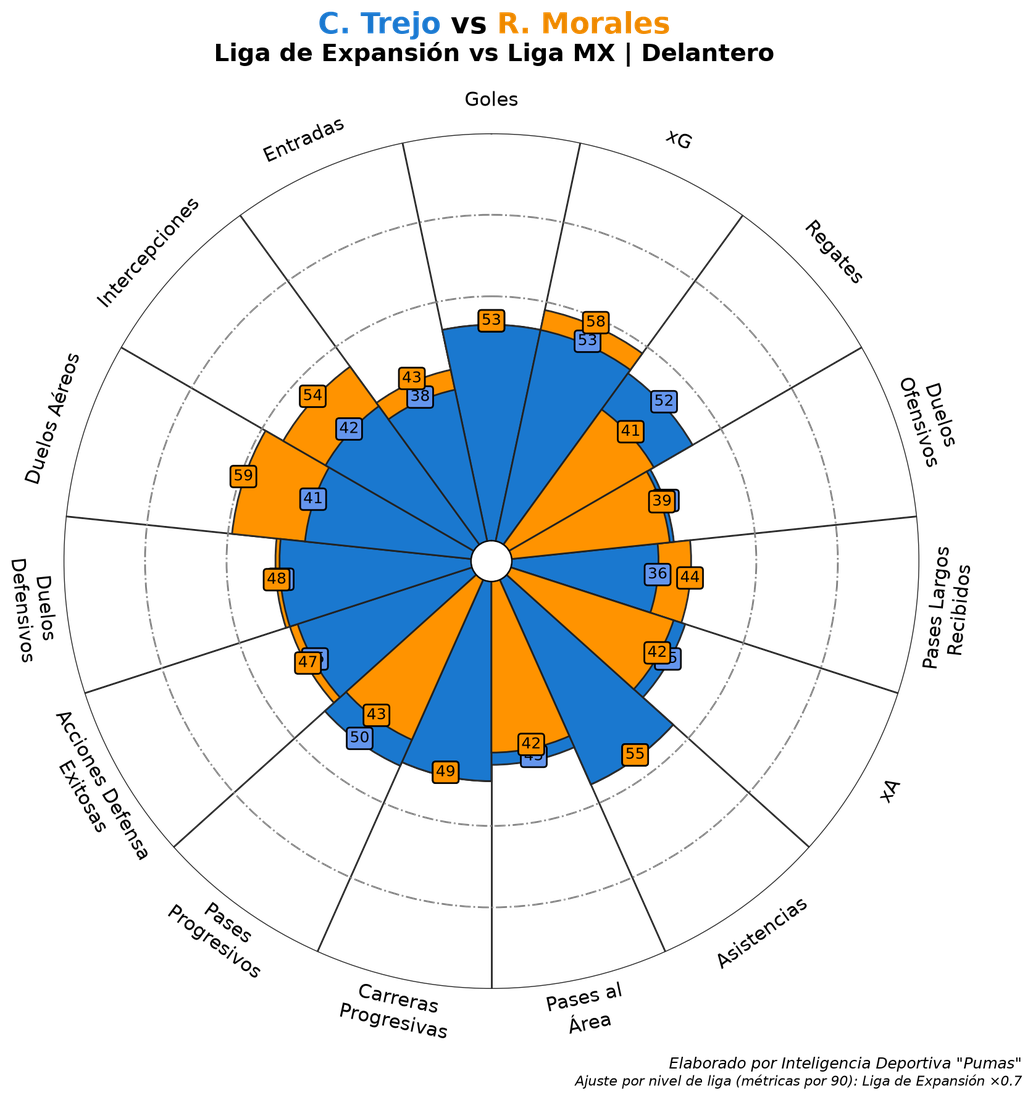 C. Trejo vs R. Morales
Liga de Expansión vs Liga MX | Delantero
Goles
xG
Regates
Duelos
Ofensivos
Pases Largos
Recibidos
xA
Asistencias
Pases al
Área
Carreras
Progresivas
Pases
Progresivos
Acciones Defensa
Exitosas
Duelos
Defensivos
Duelos Aéreos
Intercepciones
Entradas
53
58
53
52
41
39
36
44
42
55
42
49
43
50
47
48
59
41
54
42
43
38
Elaborado por Inteligencia Deportiva "Pumas"
Ajuste por nivel de liga (métricas por 90): Liga de Expansión ×0.7